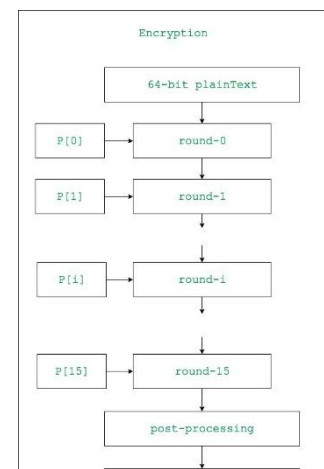 Encryption
64-bit plainText
P[0]
round-0
P[1]
round-1
P[i]
round-i
P[15]
round-15
post-processing